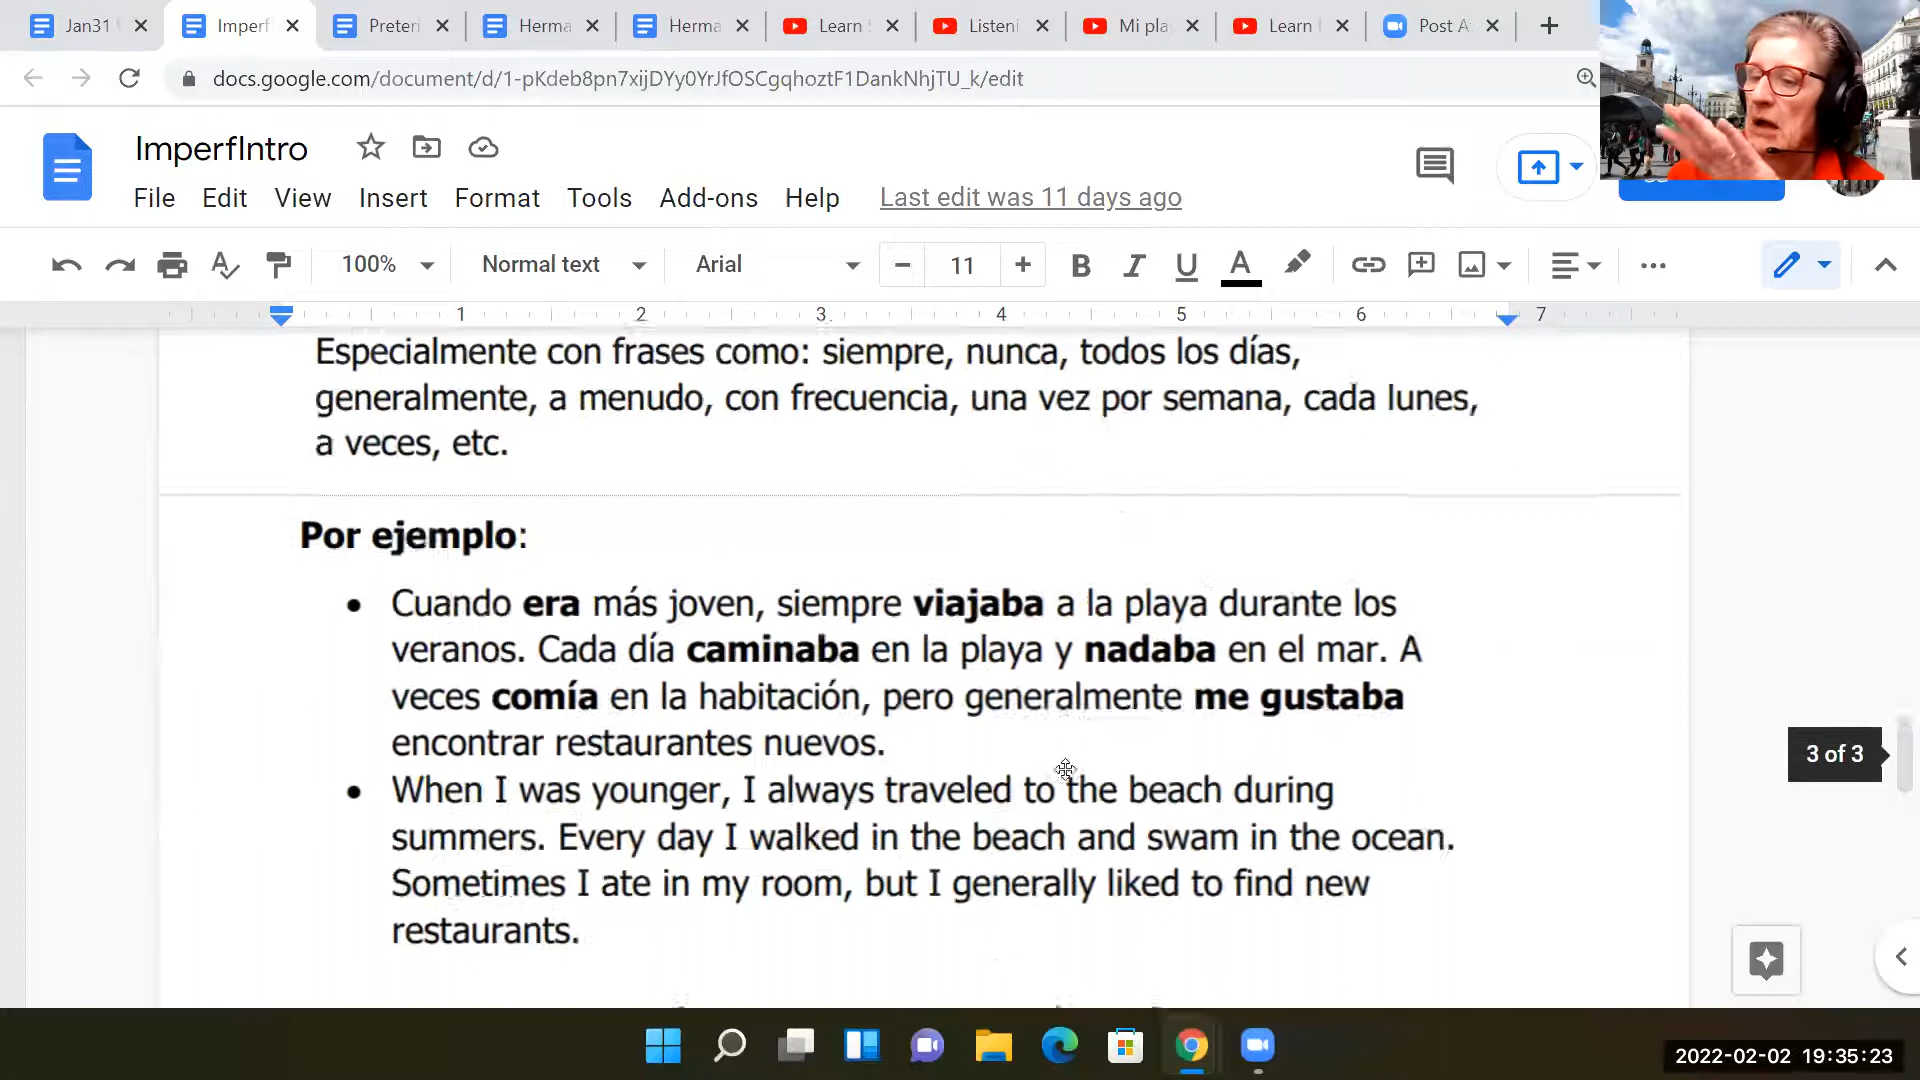 Jan31
Imperf
Preteri
Herma
Herma
Learn
Listeni
Mi pla
Learn
Post A
docs.google.com/document/d/1-pKdeb8pn7xijDYy0YrJfOSCgqhoztF1DankNhjTU_k/edit
ImperfIntro
File Edit View Insert Format Tools Add-ons Help Last edit was 11 days ago
100% Normal text Arial − 11 + B I U A
1 2 3 4 5 6 7
Especialmente con frases como: siempre, nunca, todos los días,
generalmente, a menudo, con frecuencia, una vez por semana, cada lunes,
a veces, etc.
Por ejemplo:
• Cuando era más joven, siempre viajaba a la playa durante los
veranos. Cada día caminaba en la playa y nadaba en el mar. A
veces comía en la habitación, pero generalmente me gustaba
encontrar restaurantes nuevos.
• When I was younger, I always traveled to the beach during
summers. Every day I walked in the beach and swam in the ocean.
Sometimes I ate in my room, but I generally liked to find new
restaurants.
3 of 3
2022-02-02 19:35:23